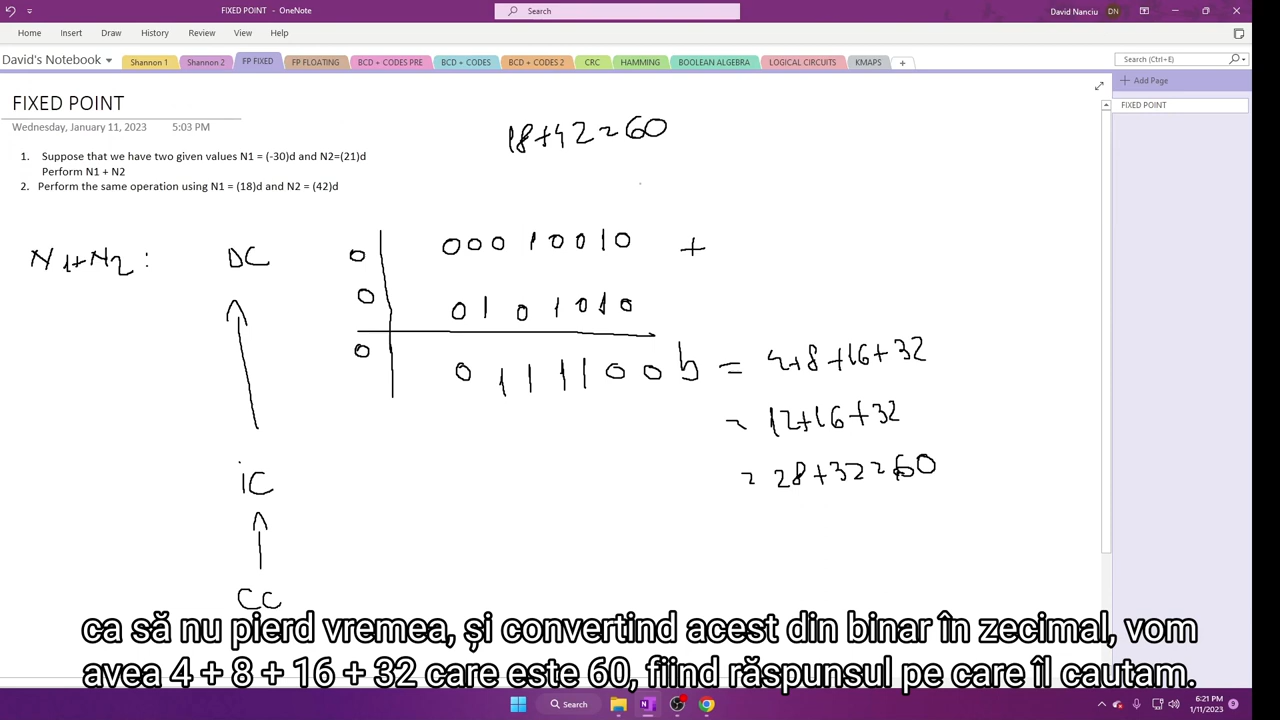 FIXED POINT - OneNote
Search
David Nanciu DN
Home Insert Draw History Review View Help
David's Notebook
Shannon 1 Shannon 2 FP FIXED FP FLOATING BCD + CODES PRE BCD + CODES BCD + CODES 2 CRC HAMMING BOOLEAN ALGEBRA LOGICAL CIRCUITS KMAPS
Search (Ctrl+E)
Add Page
FIXED POINT
FIXED POINT
Wednesday, January 11, 2023 5:03 PM
18+42=60
1. Suppose that we have two given values N1 = (-30)d and N2=(21)d
Perform N1 + N2
2. Perform the same operation using N1 = (18)d and N2 = (42)d
N1+N2: DC 0 00010010 +
0 0101010
0 0111100 b = 4+8+16+32
= 12+16+32
= 28+32=60
iC
CC
ca să nu pierd vremea, și convertind acest din binar în zecimal, vom
avea 4 + 8 + 16 + 32 care este 60, fiind răspunsul pe care îl cautam.
Search
6:21 PM
1/11/2023